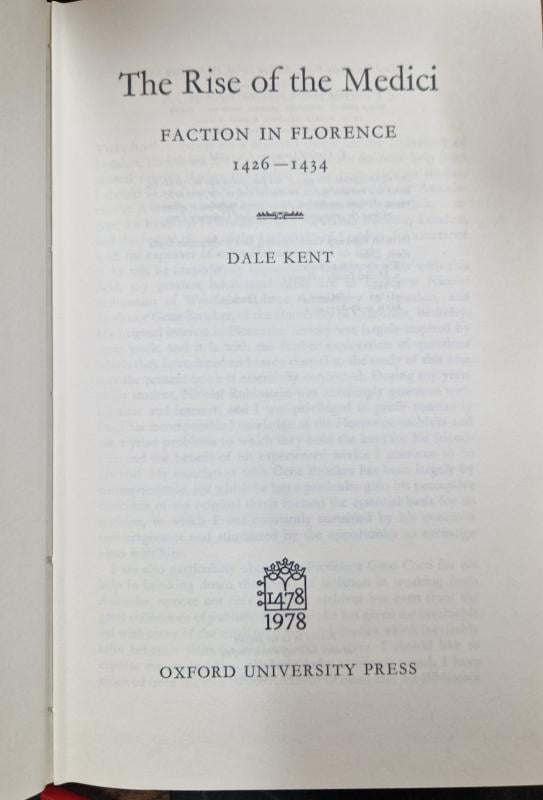 The Rise of the Medici
FACTION IN FLORENCE
1426—1434
DALE KENT
1478
1978
OXFORD UNIVERSITY PRESS